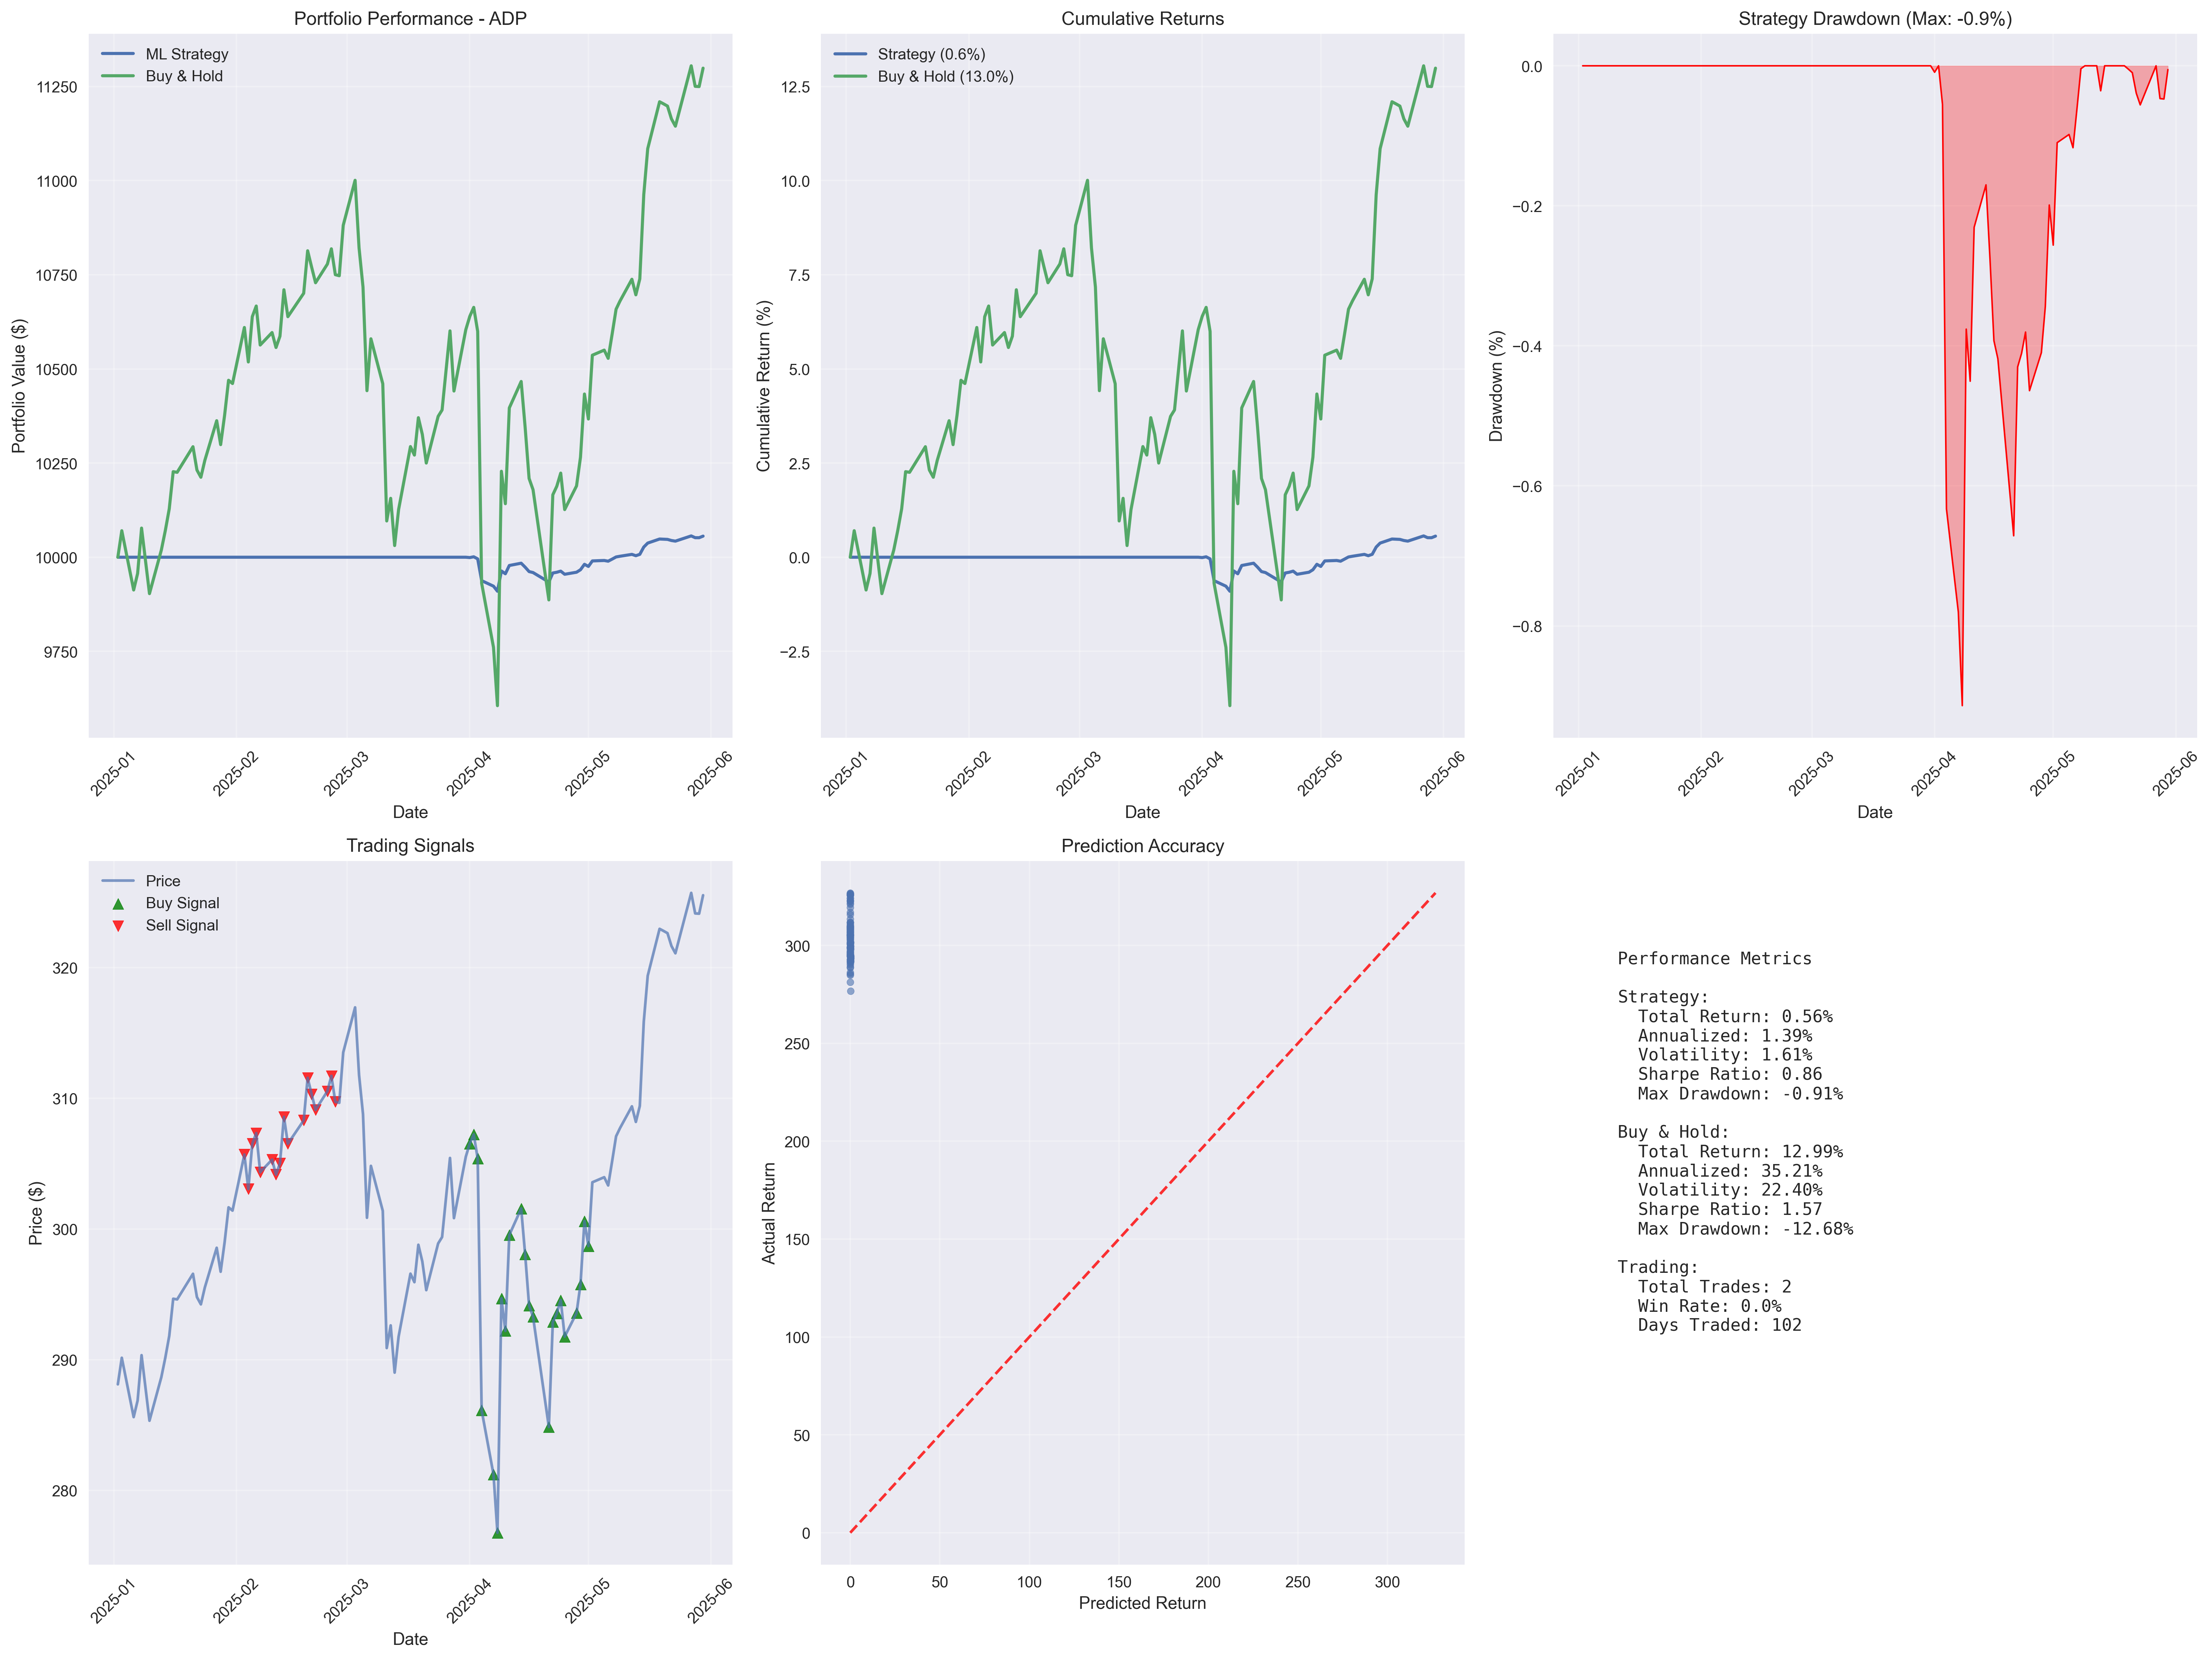 Portfolio Performance - ADP
ML Strategy
Buy & Hold
11250
11000
10750
10500
10250
10000
9750
Portfolio Value ($)
2025-01
2025-02
2025-03
2025-04
2025-05
2025-06
Date
Cumulative Returns
Strategy (0.6%)
Buy & Hold (13.0%)
12.5
10.0
7.5
5.0
2.5
0.0
−2.5
Cumulative Return (%)
2025-01
2025-02
2025-03
2025-04
2025-05
2025-06
Date
Strategy Drawdown (Max: -0.9%)
0.0
−0.2
−0.4
−0.6
−0.8
Drawdown (%)
2025-01
2025-02
2025-03
2025-04
2025-05
2025-06
Date
Trading Signals
Price
Buy Signal
Sell Signal
320
310
300
290
280
Price ($)
2025-01
2025-02
2025-03
2025-04
2025-05
2025-06
Date
Prediction Accuracy
300
250
200
150
100
50
0
Actual Return
0
50
100
150
200
250
300
Predicted Return
Performance Metrics
Strategy:
Total Return: 0.56%
Annualized: 1.39%
Volatility: 1.61%
Sharpe Ratio: 0.86
Max Drawdown: -0.91%
Buy & Hold:
Total Return: 12.99%
Annualized: 35.21%
Volatility: 22.40%
Sharpe Ratio: 1.57
Max Drawdown: -12.68%
Trading:
Total Trades: 2
Win Rate: 0.0%
Days Traded: 102